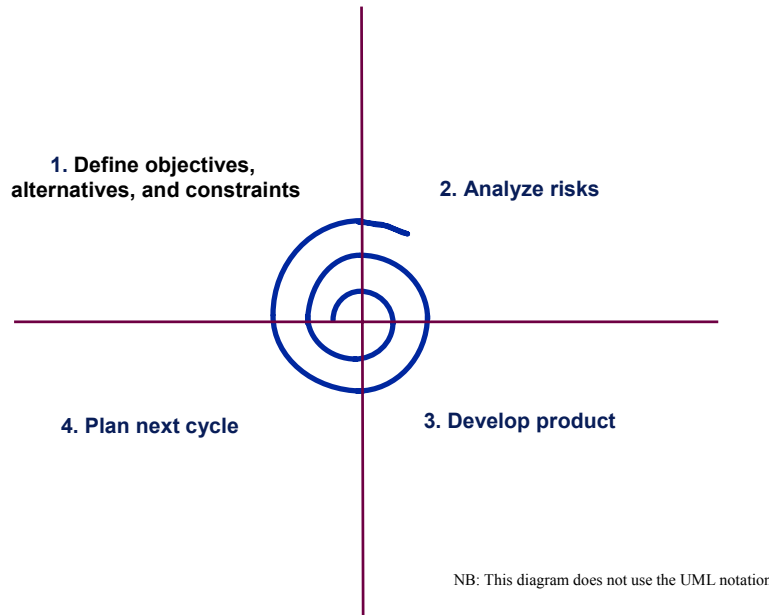 1. Define objectives,
alternatives, and constraints
2. Analyze risks
4. Plan next cycle
3. Develop product
NB: This diagram does not use the UML notation